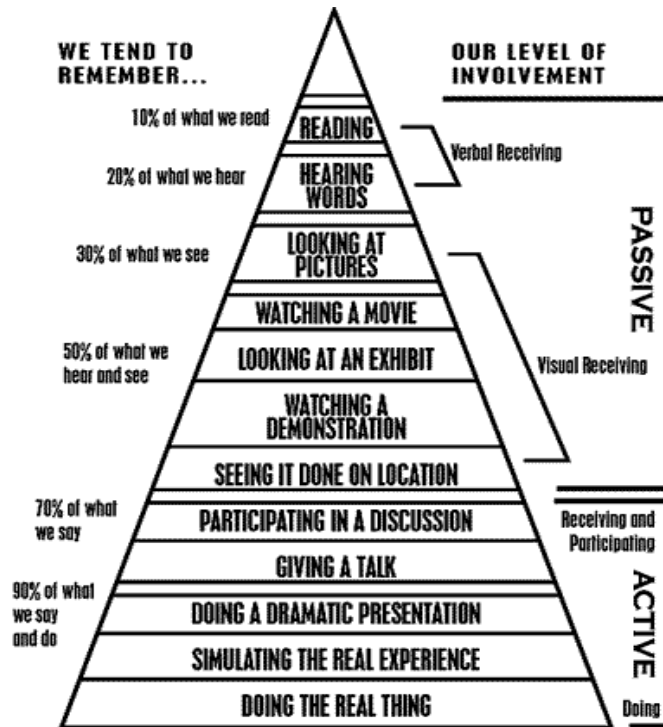 WE TEND TO
REMEMBER...
OUR LEVEL OF
INVOLVEMENT
10% of what we read
READING
Verbal Receiving
20% of what we hear
HEARING
WORDS
30% of what we see
LOOKING AT
PICTURES
PASSIVE
WATCHING A MOVIE
50% of what we
hear and see
LOOKING AT AN EXHIBIT
Visual Receiving
WATCHING A
DEMONSTRATION
SEEING IT DONE ON LOCATION
70% of what
we say
PARTICIPATING IN A DISCUSSION
Receiving and
Participating
GIVING A TALK
90% of what
we say
and do
DOING A DRAMATIC PRESENTATION
ACTIVE
SIMULATING THE REAL EXPERIENCE
DOING THE REAL THING
Doing